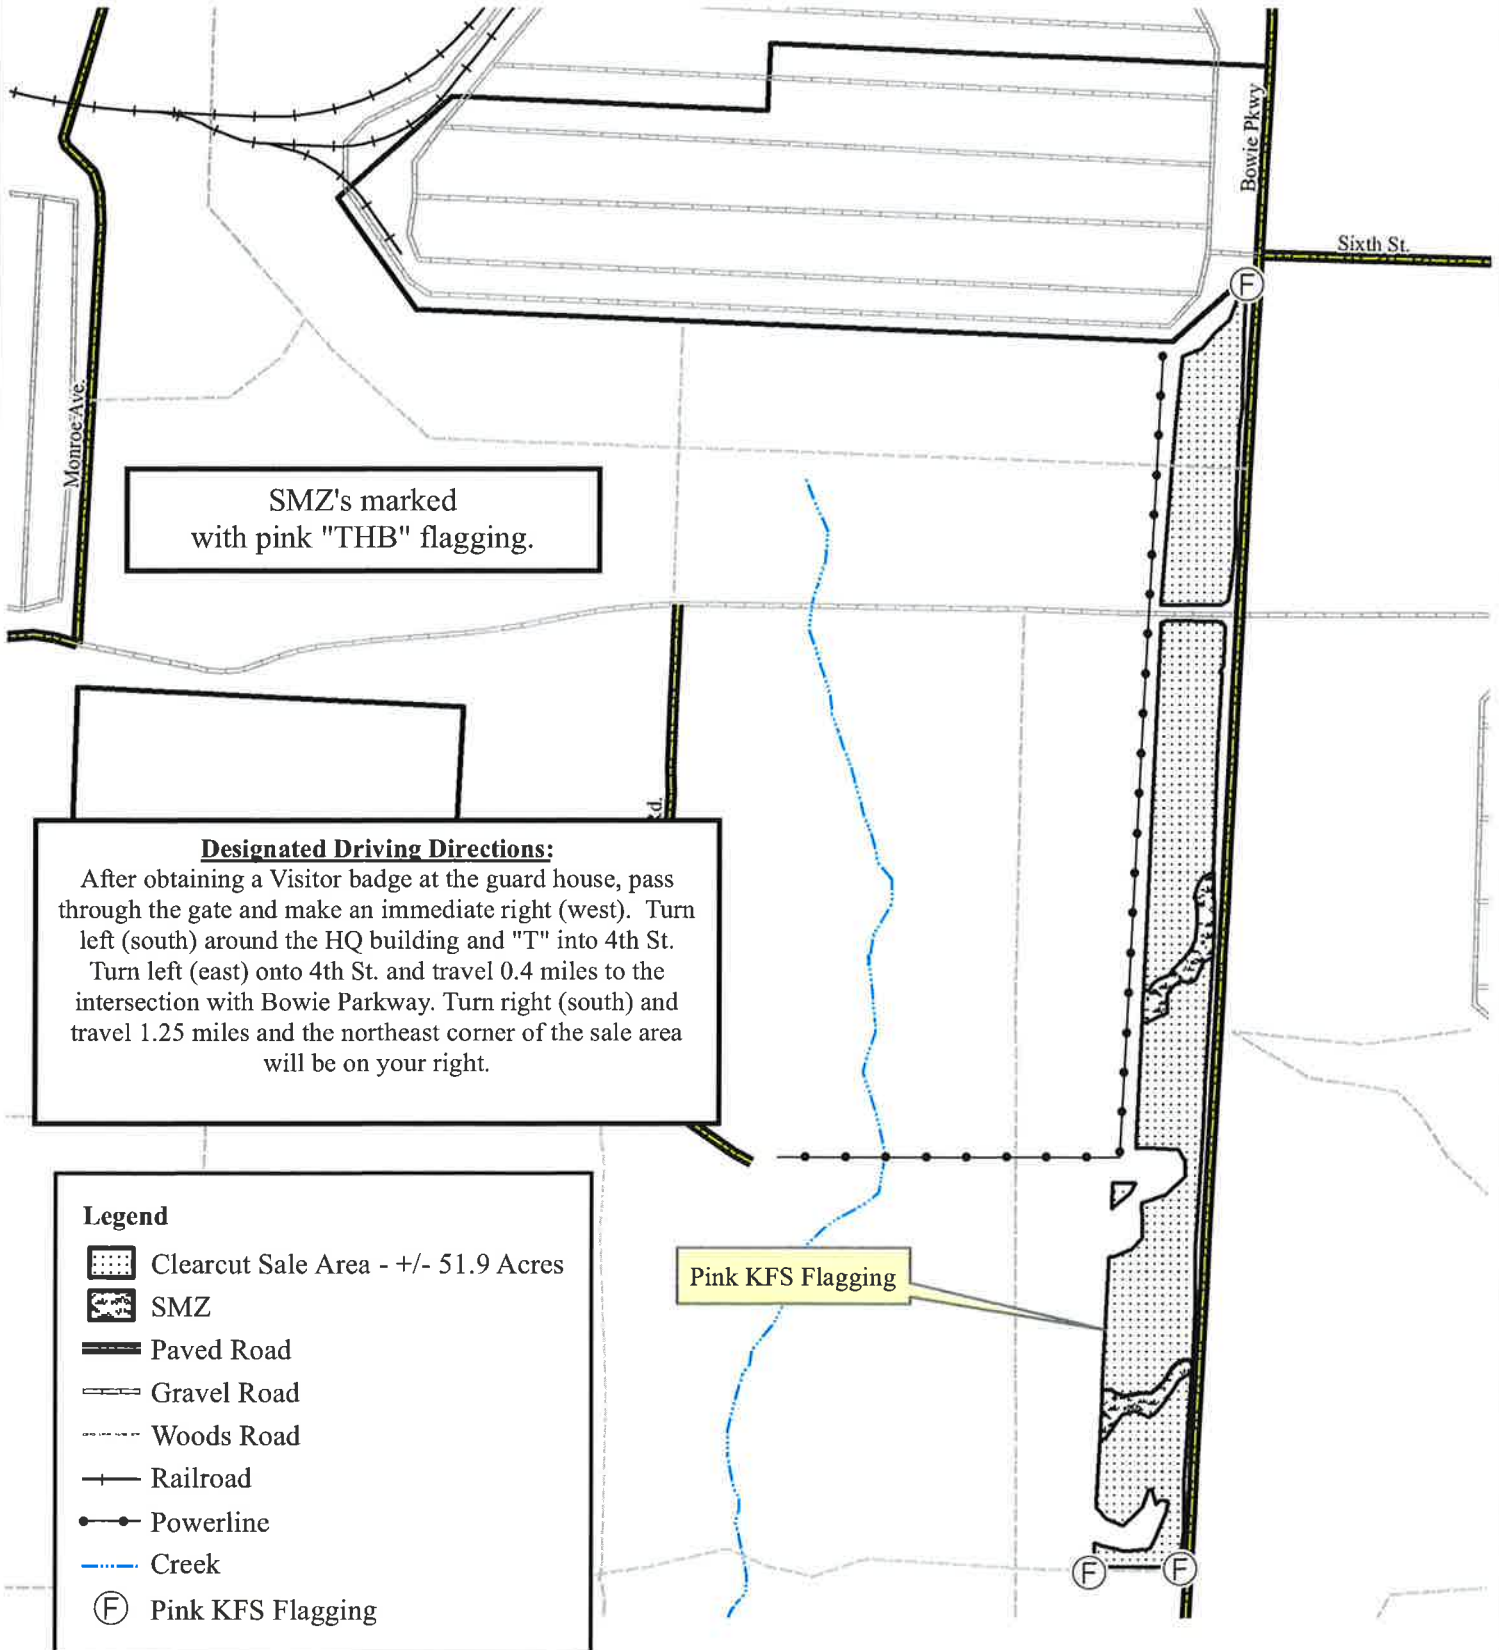 Bowie Pkwy
Sixth St.
F
Monroe Ave.
SMZ's marked
with pink "THB" flagging.
Rd.
Designated Driving Directions:
After obtaining a Visitor badge at the guard house, pass
through the gate and make an immediate right (west). Turn
left (south) around the HQ building and "T" into 4th St.
Turn left (east) onto 4th St. and travel 0.4 miles to the
intersection with Bowie Parkway. Turn right (south) and
travel 1.25 miles and the northeast corner of the sale area
will be on your right.
Pink KFS Flagging
Legend
Clearcut Sale Area - +/- 51.9 Acres
SMZ
Paved Road
Gravel Road
Woods Road
Railroad
Powerline
Creek
F Pink KFS Flagging
F
F